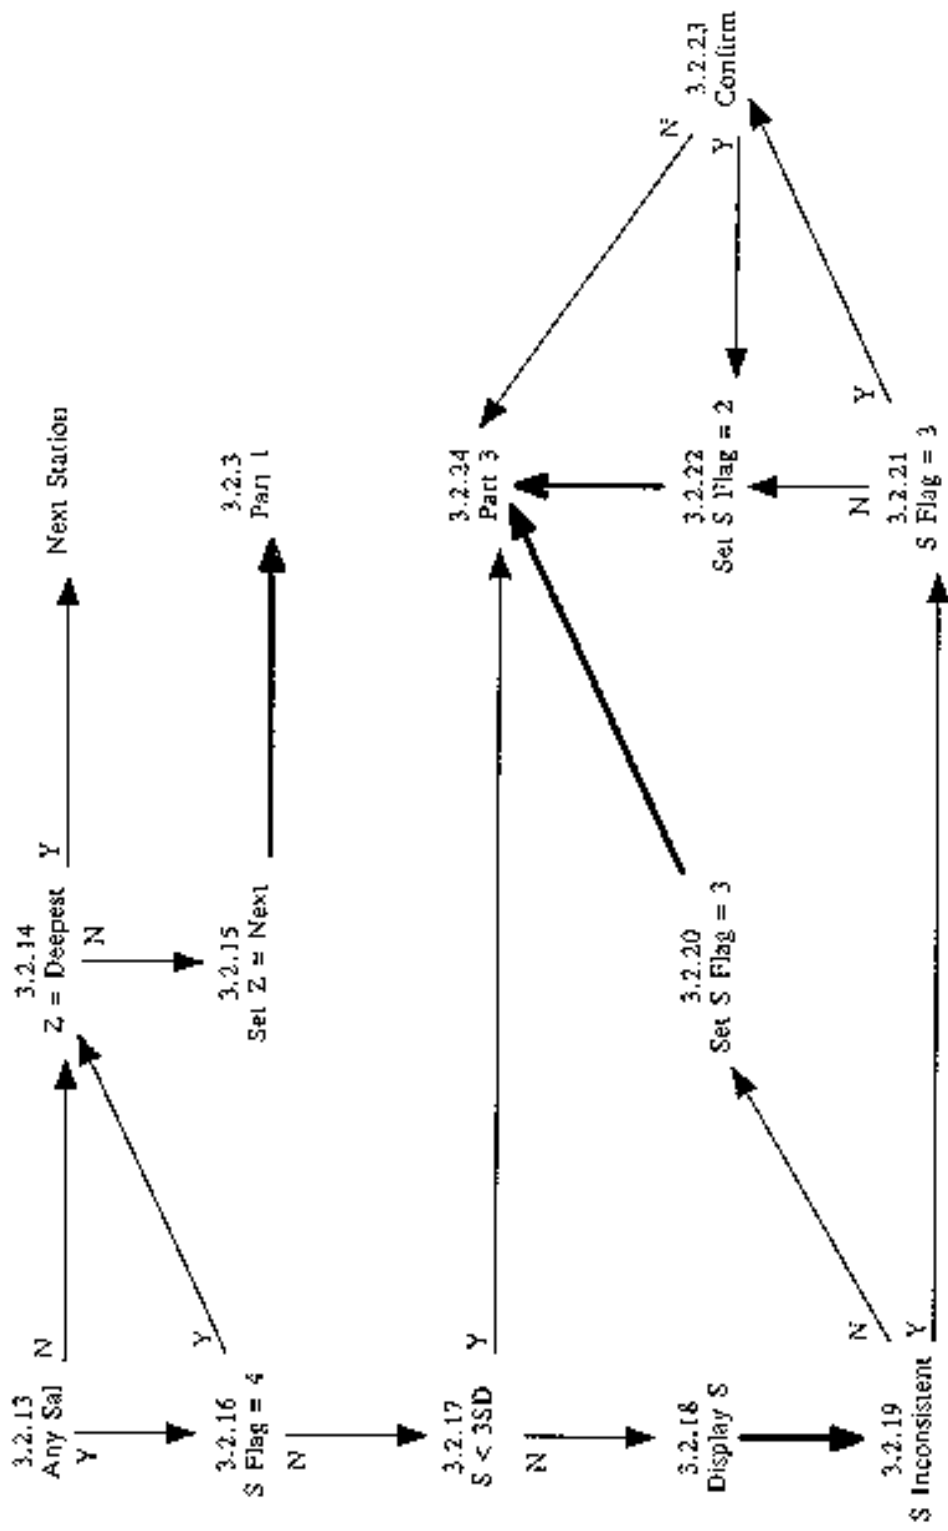 3.2.13
Any Sal
N
Y
3.2.14
Z = Deepest
Y
N
Next Station
3.2.16
S Flag = 4
Y
N
3.2.15
Set Z = Next
3.2.3
Part 1
3.2.17
S < 3SD
Y
N
3.2.24
Part 3
3.2.18
Display S
3.2.20
Set S Flag = 3
3.2.22
Set S Flag = 2
3.2.23
Confirm
N
Y
3.2.19
S Inconsistent
N
Y
3.2.21
S Flag = 3
N
Y